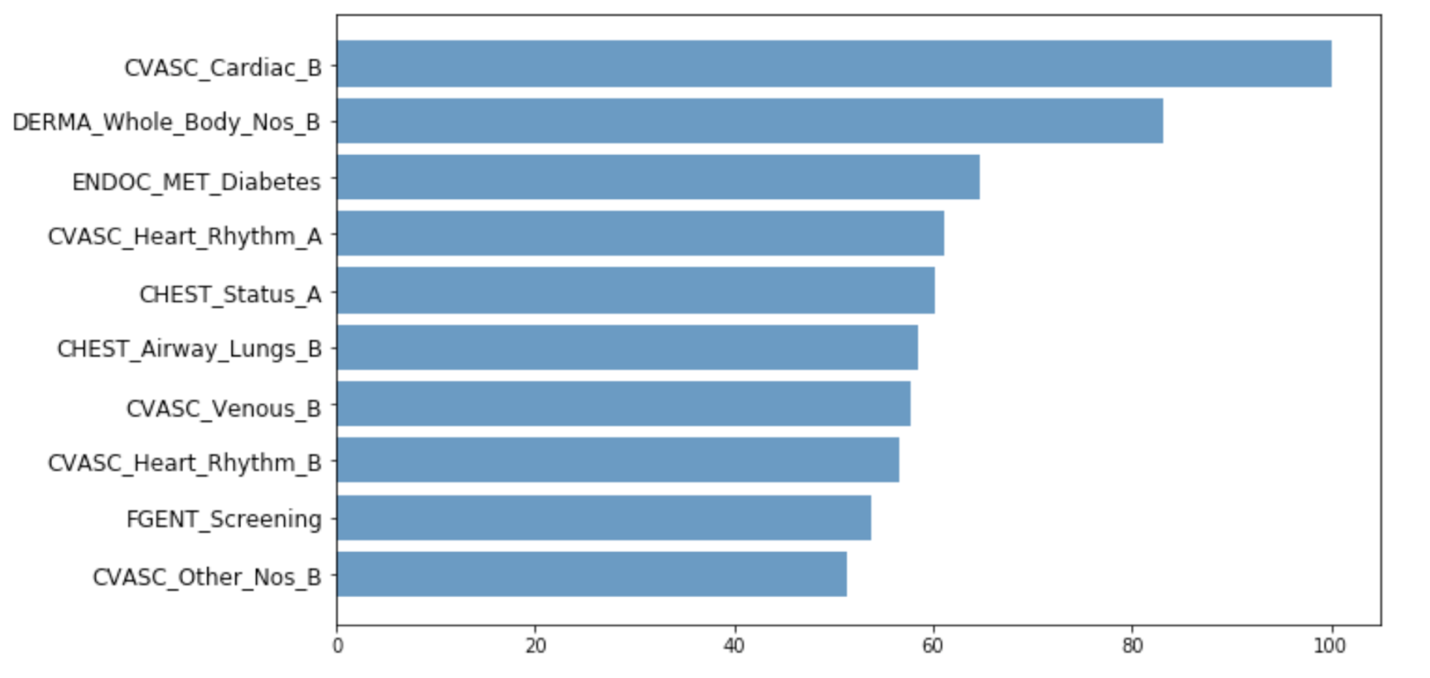 CVASC_Cardiac_B
DERMA_Whole_Body_Nos_B
ENDOC_MET_Diabetes
CVASC_Heart_Rhythm_A
CHEST_Status_A
CHEST_Airway_Lungs_B
CVASC_Venous_B
CVASC_Heart_Rhythm_B
FGENT_Screening
CVASC_Other_Nos_B
0 20 40 60 80 100